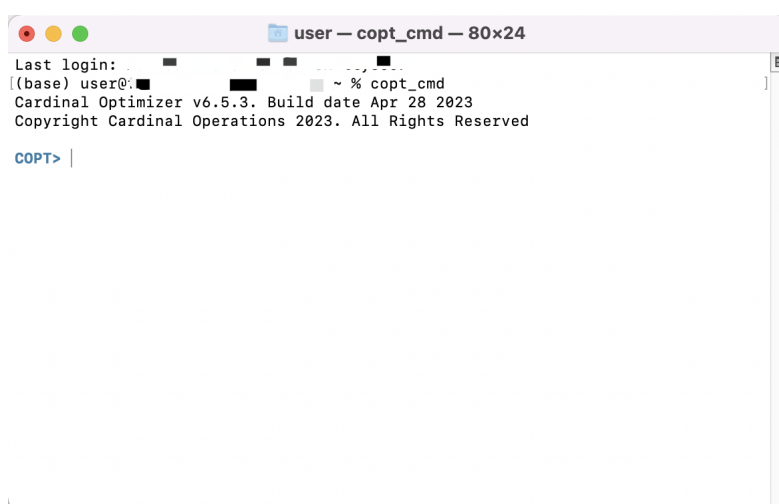 user — copt_cmd — 80×24
Last login:
(base) user@ ~ % copt_cmd
Cardinal Optimizer v6.5.3. Build date Apr 28 2023
Copyright Cardinal Operations 2023. All Rights Reserved
COPT>